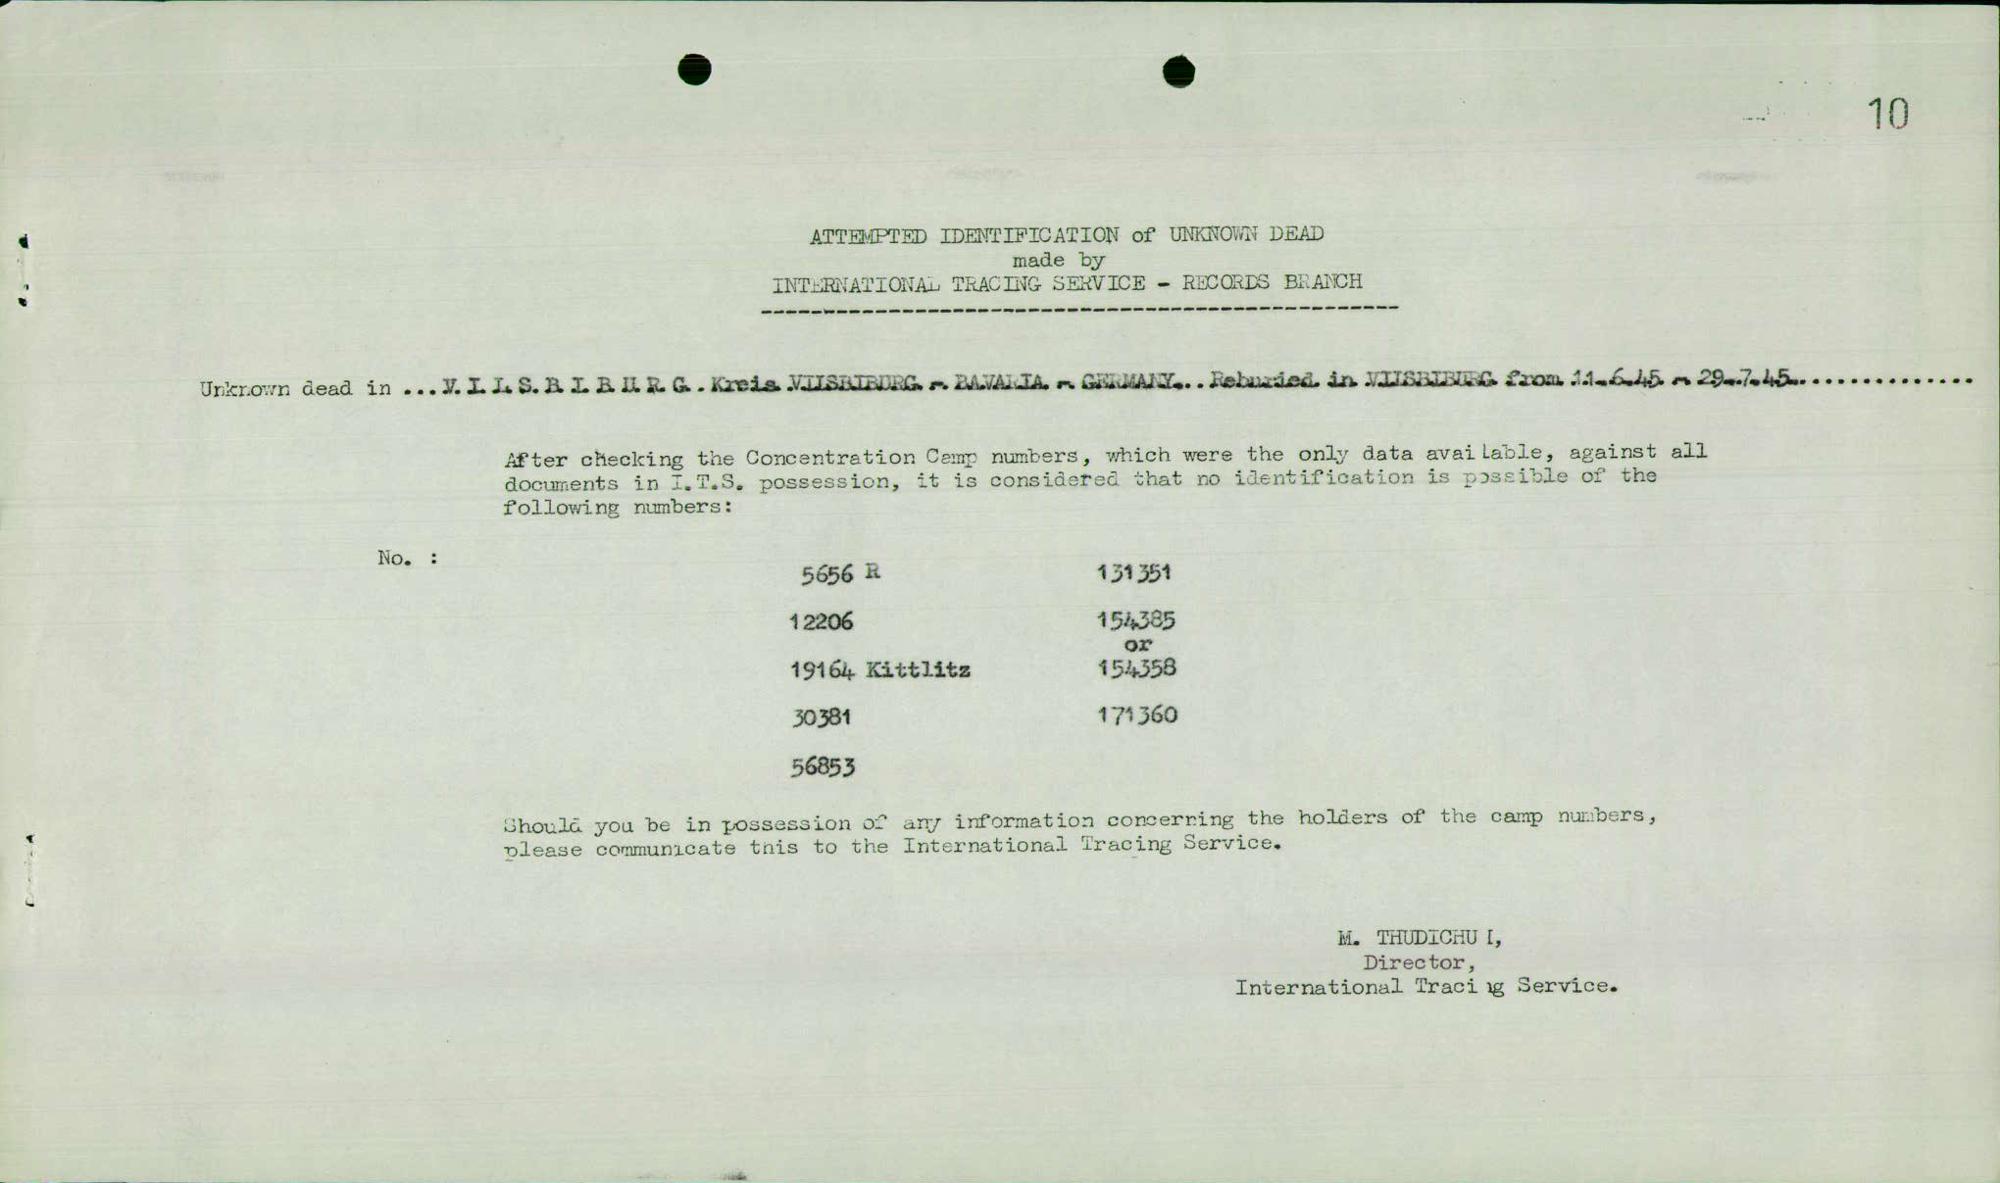 10
ATTEMPTED IDENTIFICATION of UNKNOWN DEAD
made by
INTERNATIONAL TRACING SERVICE - RECORDS BRANCH
Unknown dead in ... V.I.L.S.B.I.B.U.R.G. Kreis VILSBIBURG - BAVARIA - GERMANY... Reburied in VILSBIBURG from 11.6.45 - 29.7.45..............
After checking the Concentration Camp numbers, which were the only data available, against all
documents in I.T.S. possession, it is considered that no identification is possible of the
following numbers:
No. :
5656 R 131351
12206 154385
or
19164 Kittlitz 154358
30381 171360
56853
Should you be in possession of any information concerning the holders of the camp numbers,
please communicate this to the International Tracing Service.
M. THUDICHUM,
Director,
International Tracing Service.